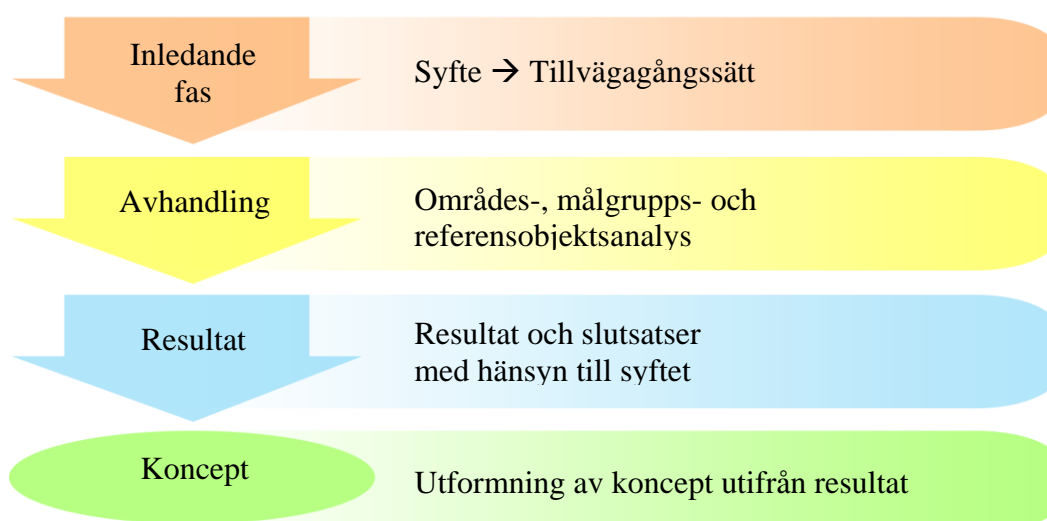 Inledande
fas
Syfte → Tillvägagångssätt
Avhandling
Områdes-, målgrupps- och
referensobjektsanalys
Resultat
Resultat och slutsatser
med hänsyn till syftet
Koncept
Utformning av koncept utifrån resultat